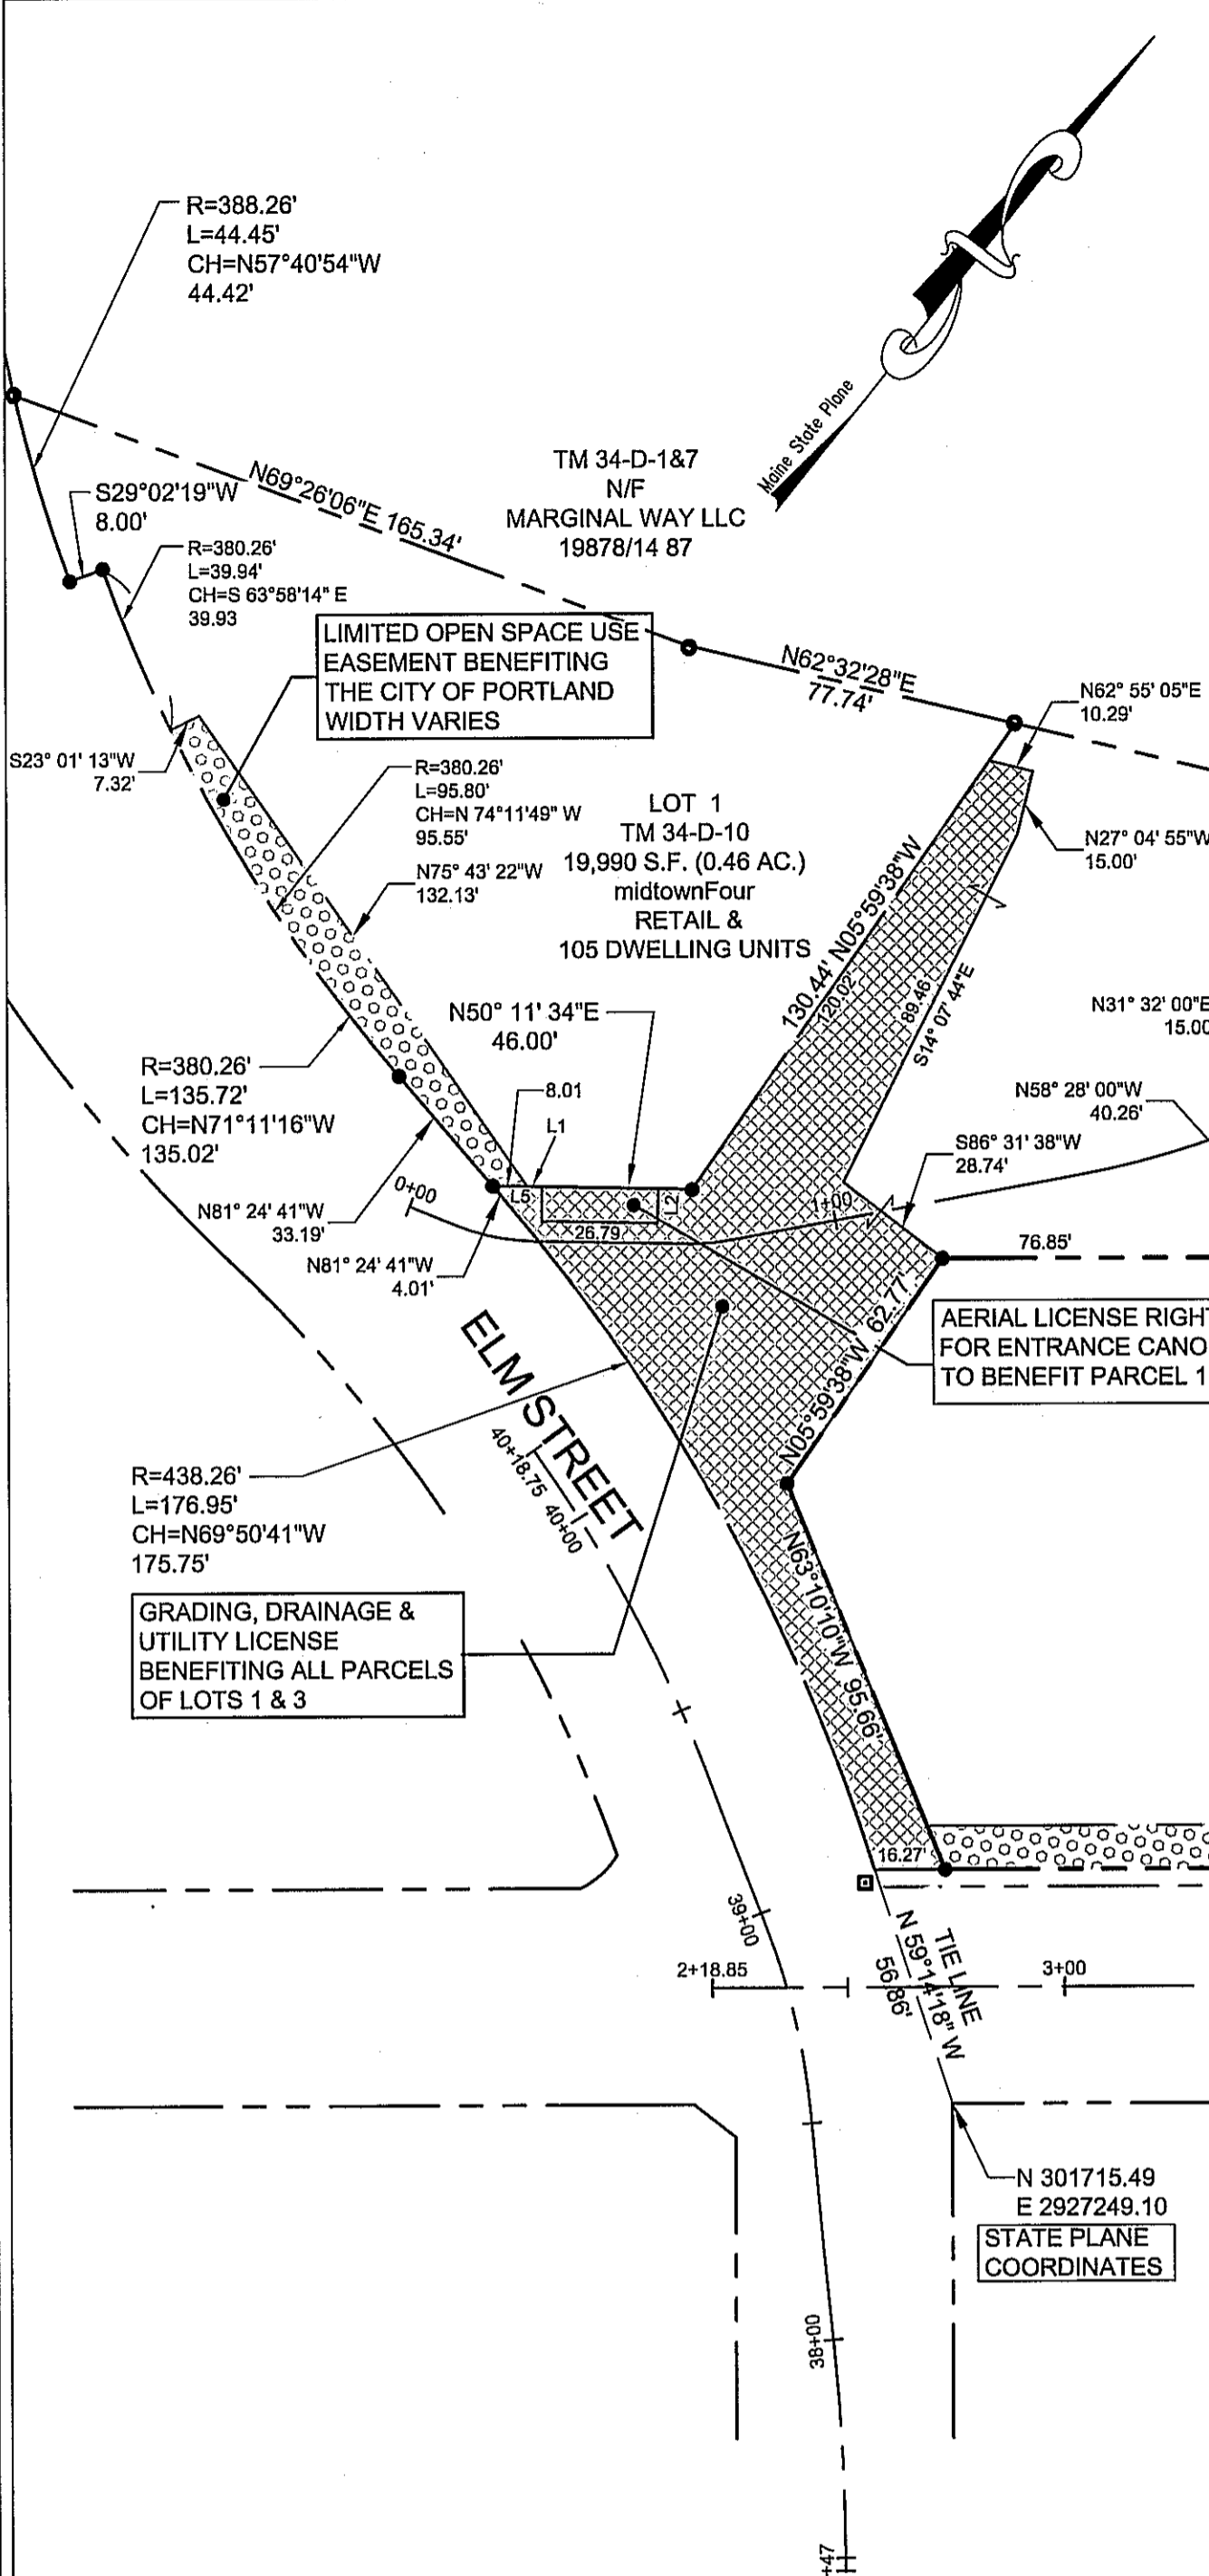 R=388.26'
L=44.45'
CH=N57°40'54"W
44.42'
Maine State Plane
N69°26'06"E 165.34'
TM 34-D-1&7
N/F
MARGINAL WAY LLC
19878/14 87
S29°02'19"W
8.00'
R=380.26'
L=39.94'
CH=S 63°58'14" E
39.93
LIMITED OPEN SPACE USE
EASEMENT BENEFITING
THE CITY OF PORTLAND
WIDTH VARIES
N62°32'28"E
77.74'
N62° 55' 05"E
10.29'
S23° 01' 13"W
7.32'
R=380.26'
L=95.80'
CH=N 74°11'49" W
95.55'
N75° 43' 22"W
132.13'
LOT 1
TM 34-D-10
19,990 S.F. (0.46 AC.)
midtownFour
RETAIL &
105 DWELLING UNITS
N27° 04' 55"W
15.00'
130.44' N05°59'38"W
120.02'
89.46'
S14° 07' 44"E
N50° 11' 34"E
46.00'
N31° 32' 00"E
15.00
R=380.26'
L=135.72'
CH=N71°11'16"W
135.02'
8.01
L1
N58° 28' 00"W
40.26'
S86° 31' 38"W
28.74'
0+00
L5
L2
1+00
26.79
N81° 24' 41"W
33.19'
N81° 24' 41"W
4.01'
76.85'
N05°59'38"W 62.77'
AERIAL LICENSE RIGHT
FOR ENTRANCE CANO
TO BENEFIT PARCEL 1
ELM STREET
40+18.75 40+00
R=438.26'
L=176.95'
CH=N69°50'41"W
175.75'
N63°10'10"W 95.66'
GRADING, DRAINAGE &
UTILITY LICENSE
BENEFITING ALL PARCELS
OF LOTS 1 & 3
16.27'
39+00
2+18.85
3+00
TIE LINE
N 59°14'18" W
56.86'
N 301715.49
E 2927249.10
STATE PLANE
COORDINATES
38+00
+47